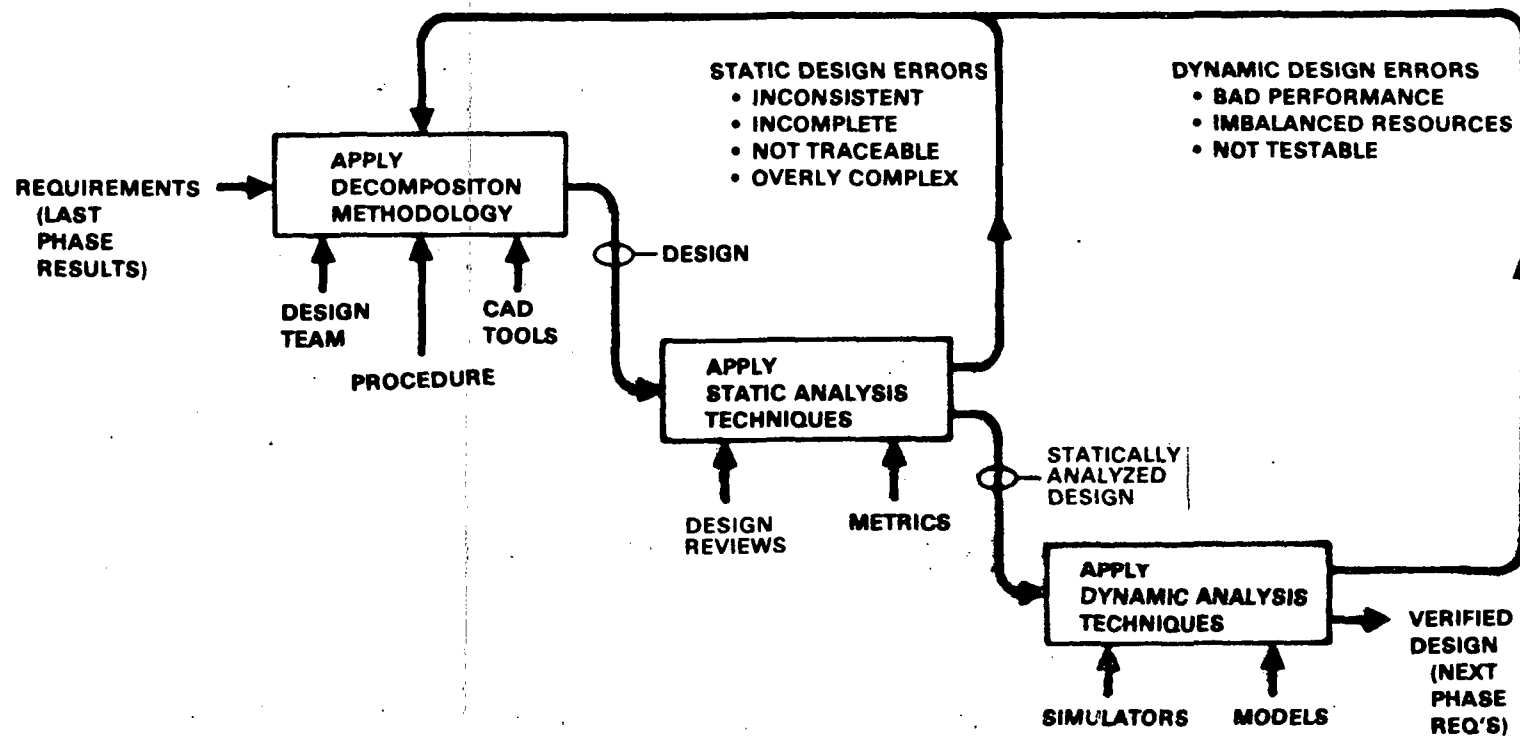 STATIC DESIGN ERRORS
• INCONSISTENT
• INCOMPLETE
• NOT TRACEABLE
• OVERLY COMPLEX
DYNAMIC DESIGN ERRORS
• BAD PERFORMANCE
• IMBALANCED RESOURCES
• NOT TESTABLE
REQUIREMENTS
(LAST
PHASE
RESULTS)
APPLY
DECOMPOSITON
METHODOLOGY
DESIGN
TEAM
PROCEDURE
CAD
TOOLS
DESIGN
APPLY
STATIC ANALYSIS
TECHNIQUES
DESIGN
REVIEWS
METRICS
STATICALLY
ANALYZED
DESIGN
APPLY
DYNAMIC ANALYSIS
TECHNIQUES
SIMULATORS
MODELS
VERIFIED
DESIGN
(NEXT
PHASE
REQ'S)